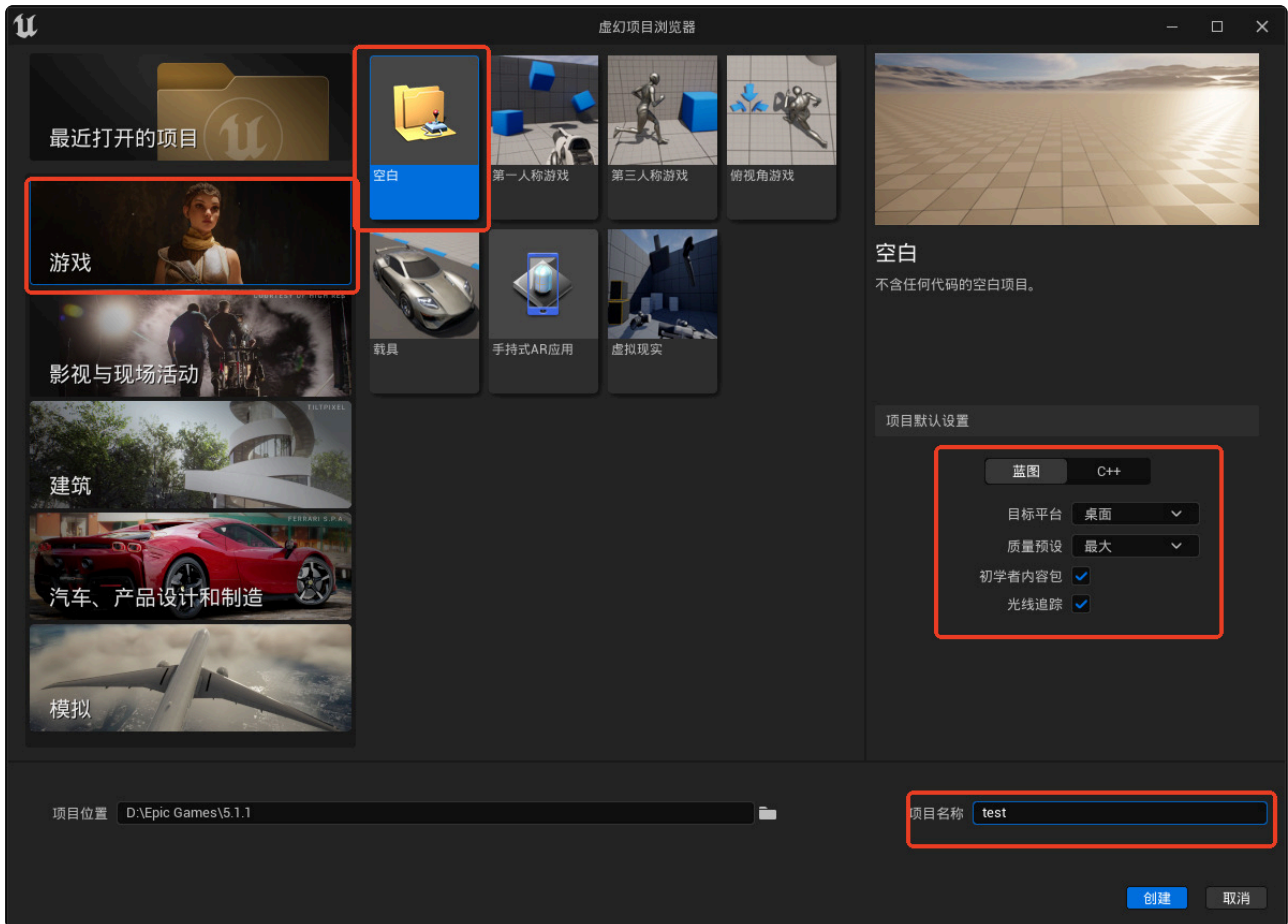 虚幻项目浏览器
最近打开的项目
游戏
COURTESY OF HIGH REZ
影视与现场活动
TILTPIXEL
建筑
FERRARI S.P.A.
汽车、产品设计和制造
模拟
空白
第一人称游戏
第三人称游戏
俯视角游戏
载具
手持式AR应用
虚拟现实
空白
不含任何代码的空白项目。
项目默认设置
蓝图 C++
目标平台 桌面
质量预设 最大
初学者内容包
光线追踪
项目位置 D:\Epic Games\5.1.1
项目名称 test
创建 取消